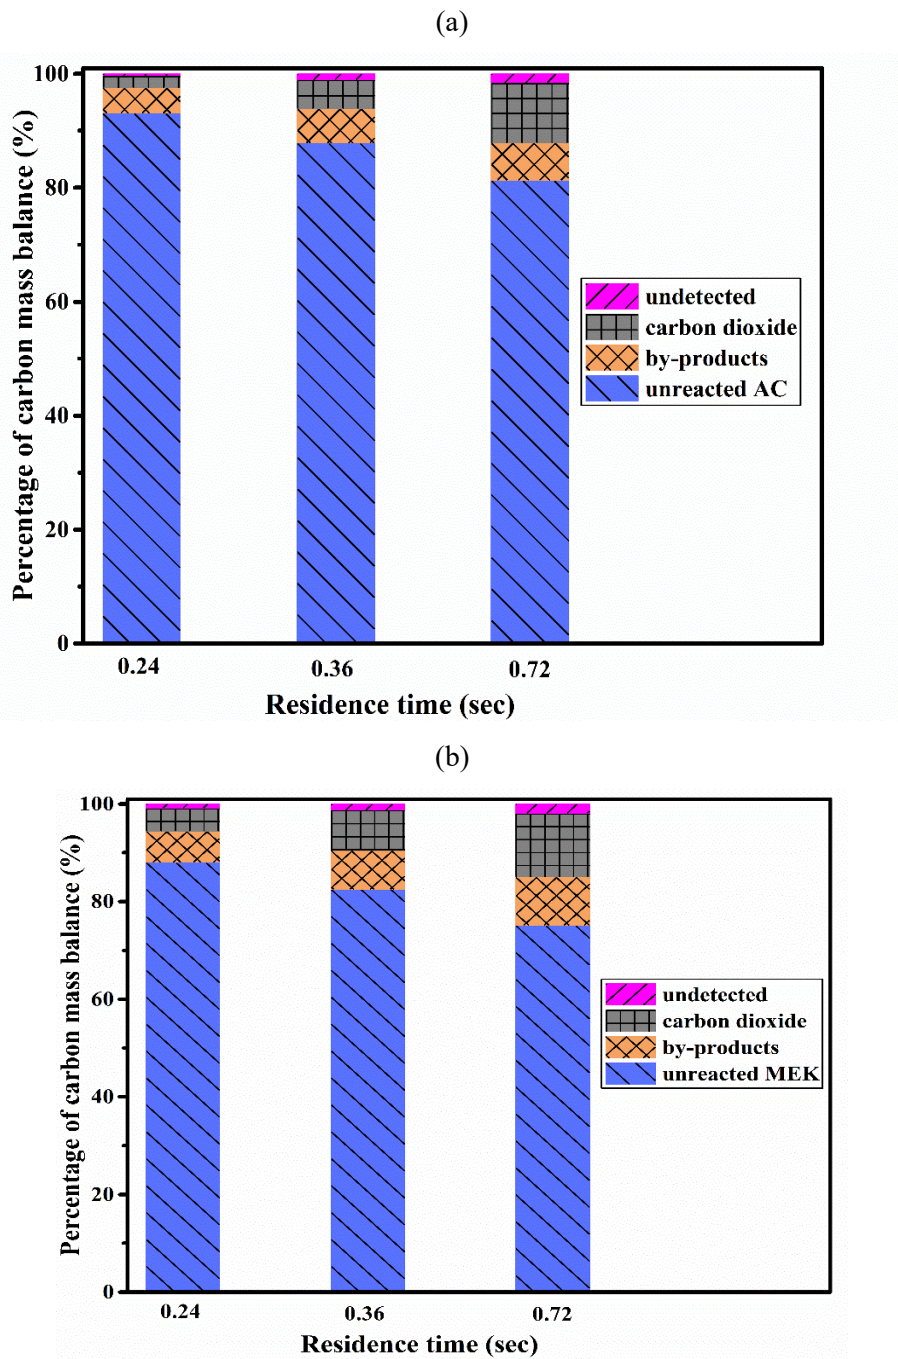 (a)
Percentage of carbon mass balance (%)
100
80
60
40
20
0
undetected
carbon dioxide
by-products
unreacted AC
0.24 0.36 0.72
Residence time (sec)
(b)
Percentage of carbon mass balance (%)
100
80
60
40
20
0
undetected
carbon dioxide
by-products
unreacted MEK
0.24 0.36 0.72
Residence time (sec)